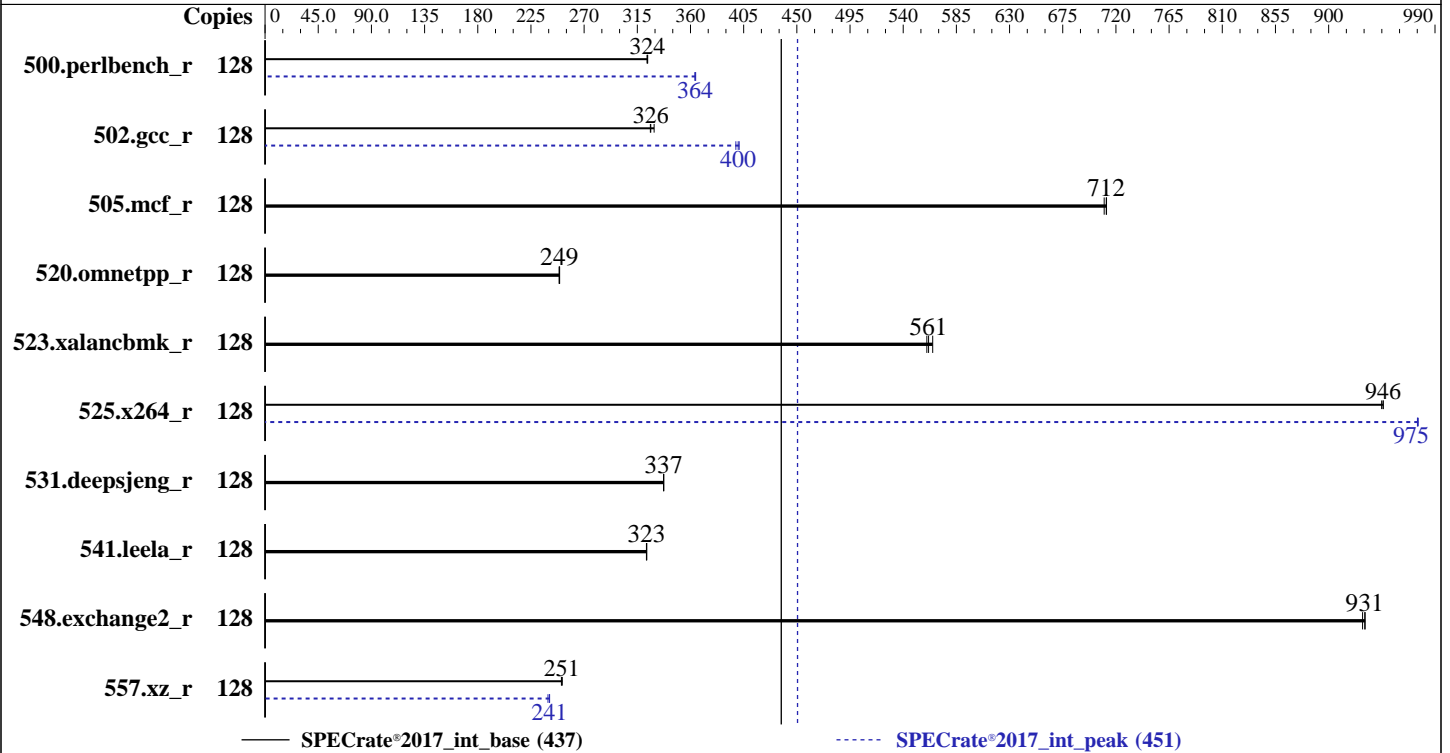 Copies 0 45.0 90.0 135 180 225 270 315 360 405 450 495 540 585 630 675 720 765 810 855 900 990
324
500.perlbench_r 128
364
326
502.gcc_r 128
400
712
505.mcf_r 128
249
520.omnetpp_r 128
561
523.xalancbmk_r 128
946
525.x264_r 128
975
337
531.deepsjeng_r 128
323
541.leela_r 128
931
548.exchange2_r 128
251
557.xz_r 128
241
SPECrate®2017_int_base (437) SPECrate®2017_int_peak (451)